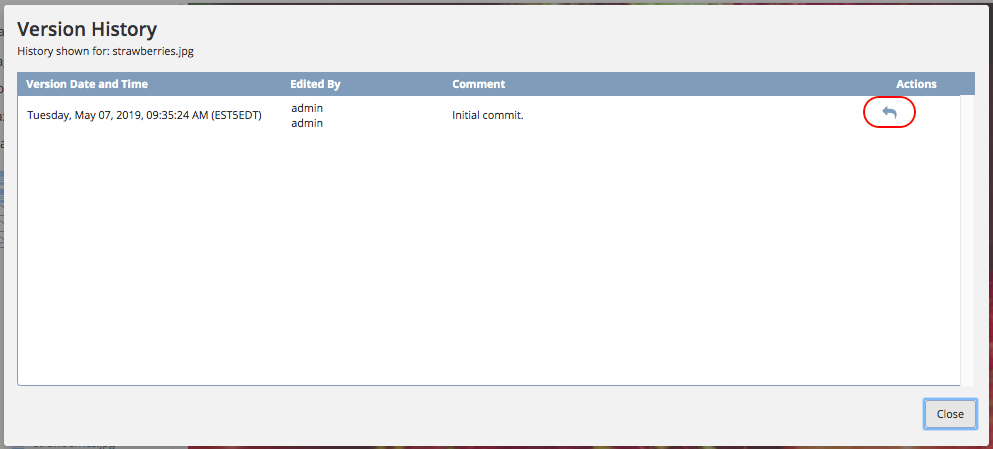 Version History
History shown for: strawberries.jpg
Version Date and Time Edited By Comment Actions
Tuesday, May 07, 2019, 09:35:24 AM (EST5EDT) admin Initial commit.
admin
Close